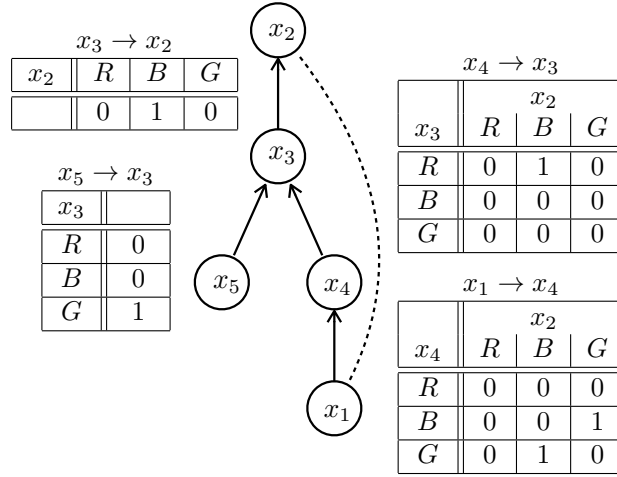 x₃ → x₂
x₂ R B G
0 1 0
x₅ → x₃
x₃
R 0
B 0
G 1
x₂
x₃
x₅
x₄
x₁
x₄ → x₃
x₂
x₃ R B G
R 0 1 0
B 0 0 0
G 0 0 0
x₁ → x₄
x₂
x₄ R B G
R 0 0 0
B 0 0 1
G 0 1 0